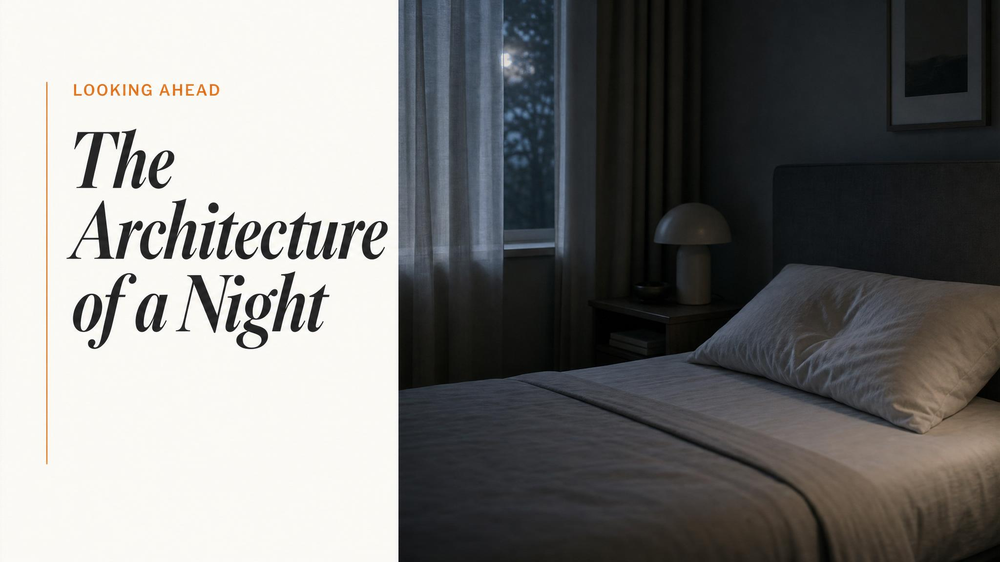 LOOKING AHEAD
The
Architecture
of a Night